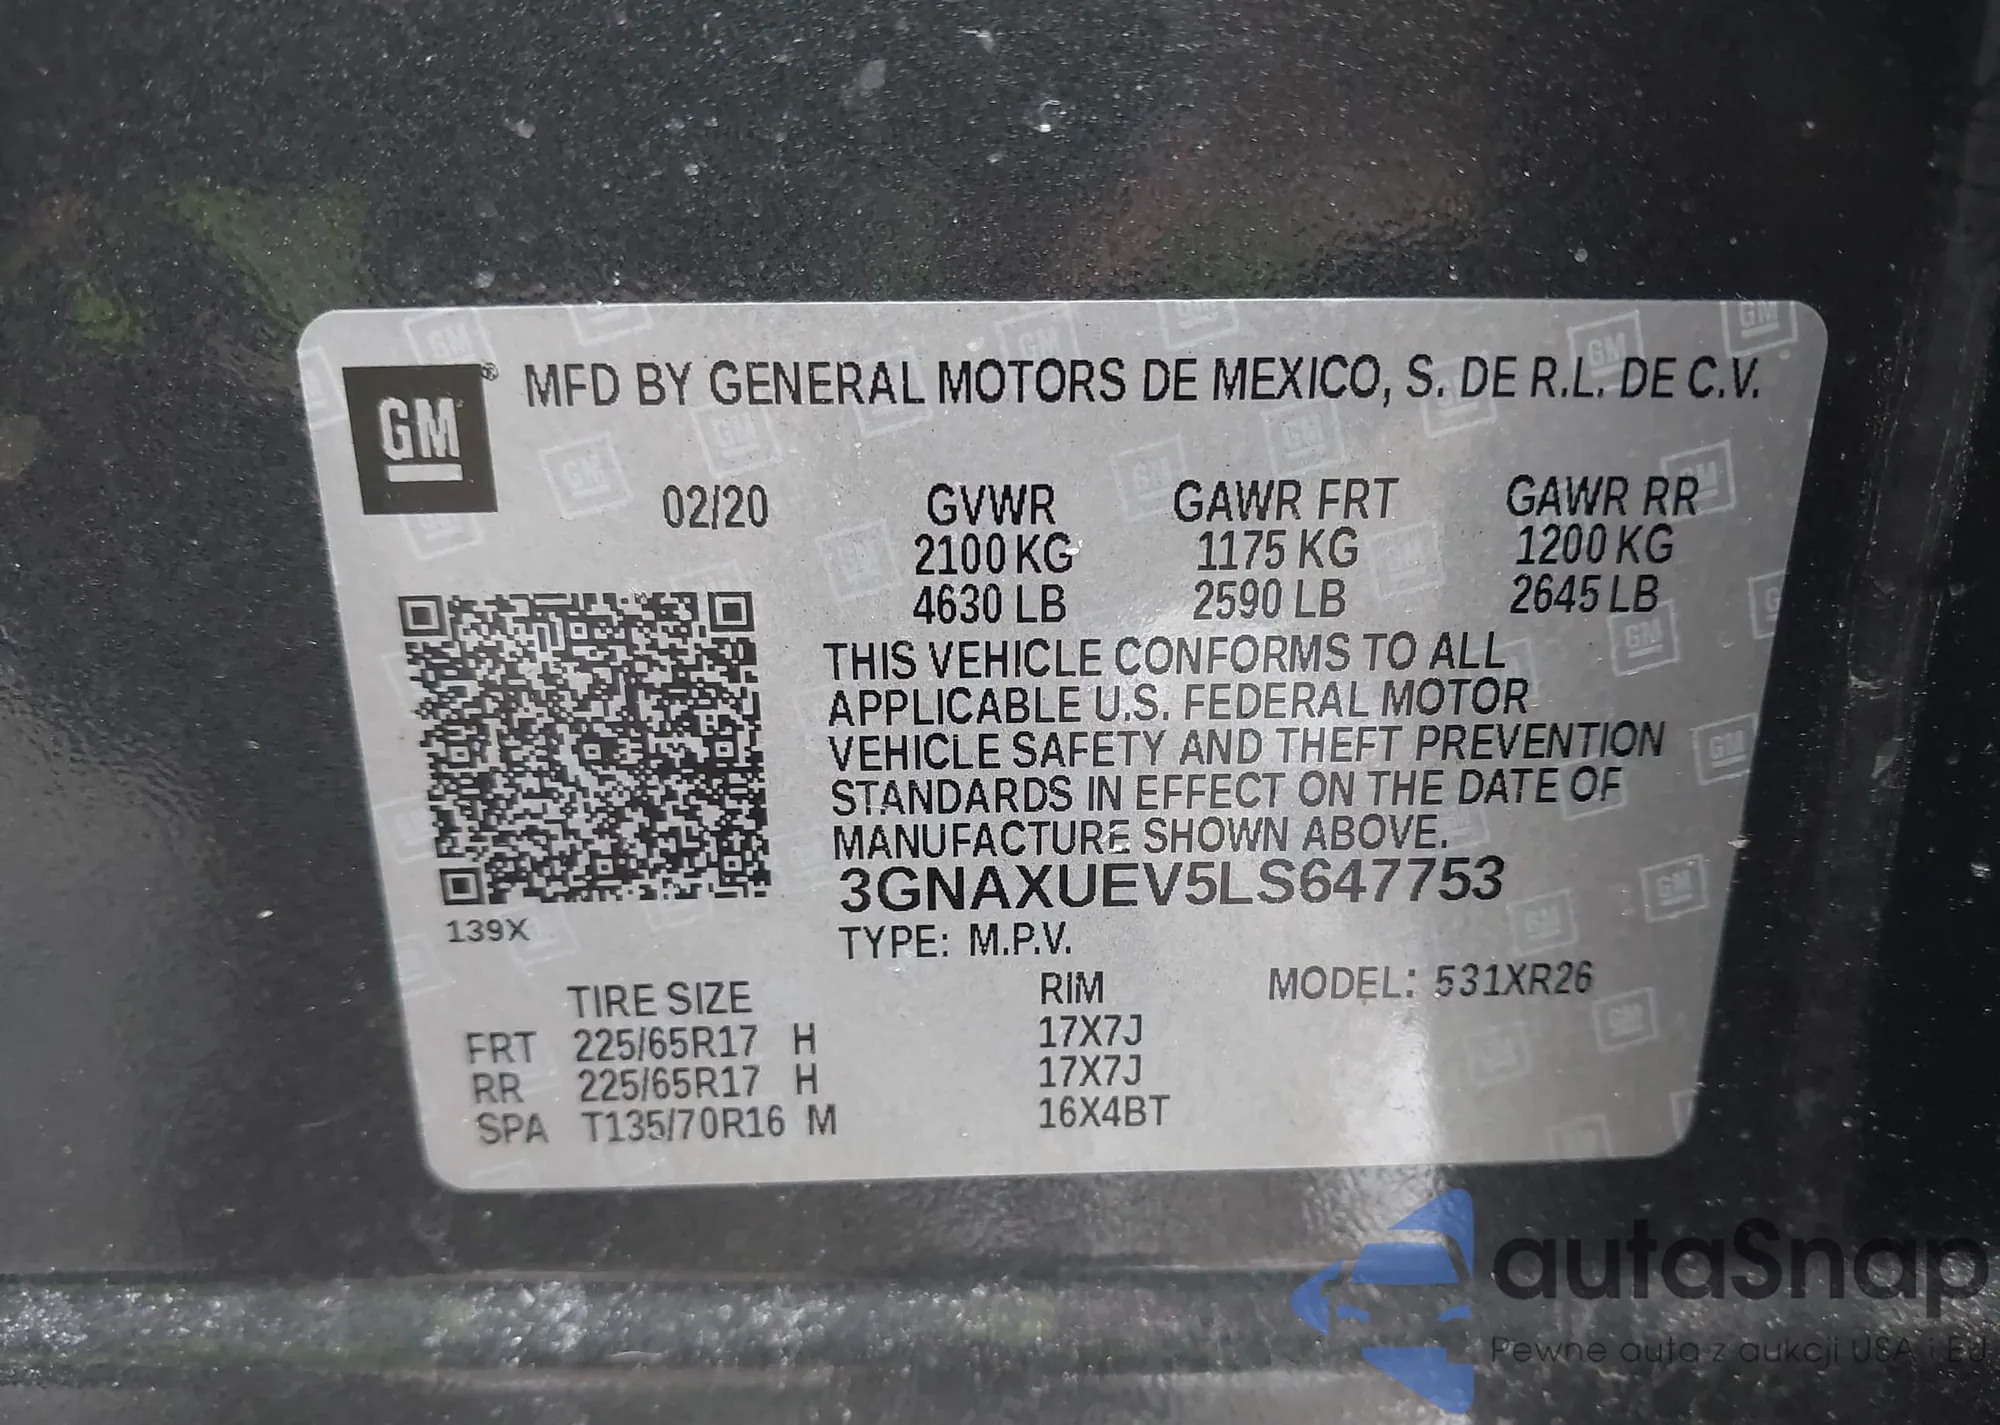 GM® MFD BY GENERAL MOTORS DE MEXICO, S. DE R.L. DE C.V.
02/20 GVWR GAWR FRT GAWR RR
2100 KG 1175 KG 1200 KG
4630 LB 2590 LB 2645 LB
THIS VEHICLE CONFORMS TO ALL
APPLICABLE U.S. FEDERAL MOTOR
VEHICLE SAFETY AND THEFT PREVENTION
STANDARDS IN EFFECT ON THE DATE OF
MANUFACTURE SHOWN ABOVE.
3GNAXUEV5LS647753
139X
TYPE: M.P.V.
TIRE SIZE RIM MODEL: 531XR26
FRT 225/65R17 H 17X7J
RR 225/65R17 H 17X7J
SPA T135/70R16 M 16X4BT
autaSnap
Pewne auta z aukcji USA i EU